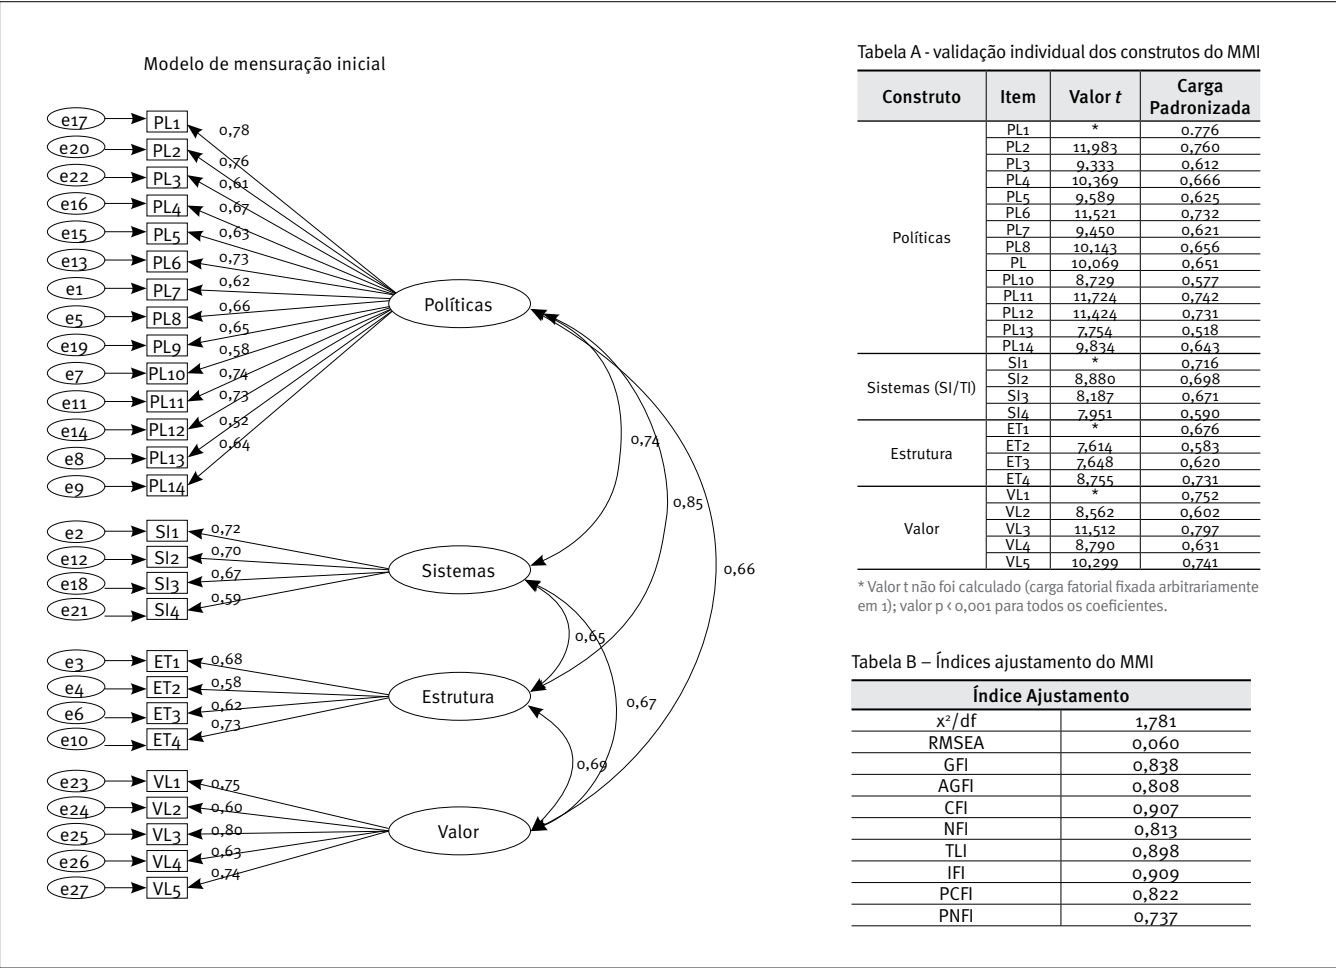 Modelo de mensuração inicial
e17 PL1 0,78
e20 PL2 0,76
e22 PL3 0,61
e16 PL4 0,67
e15 PL5 0,63
e13 PL6 0,73
e1 PL7 0,62
e5 PL8 0,66
e19 PL9 0,65
e7 PL10 0,58
e11 PL11 0,74
e14 PL12 0,73
e8 PL13 0,52
e9 PL14 0,64
Políticas
e2 SI1 0,72
e12 SI2 0,70
e18 SI3 0,67
e21 SI4 0,59
Sistemas
e3 ET1 0,68
e4 ET2 0,58
e6 ET3 0,62
e10 ET4 0,73
Estrutura
e23 VL1 0,75
e24 VL2 0,60
e25 VL3 0,80
e26 VL4 0,63
e27 VL5 0,74
Valor
0,74
0,85
0,66
0,65
0,67
0,69
Tabela A - validação individual dos construtos do MMI
Construto Item Valor t Carga Padronizada
Políticas
PL1 * 0.776
PL2 11,983 0,760
PL3 9,333 0,612
PL4 10,369 0,666
PL5 9,589 0,625
PL6 11,521 0,732
PL7 9,450 0,621
PL8 10,143 0,656
PL 10,069 0,651
PL10 8,729 0,577
PL11 11,724 0,742
PL12 11,424 0,731
PL13 7,754 0,518
PL14 9,834 0,643
Sistemas (SI/TI)
SI1 * 0,716
SI2 8,880 0,698
SI3 8,187 0,671
SI4 7,951 0,590
Estrutura
ET1 * 0,676
ET2 7,614 0,583
ET3 7,648 0,620
ET4 8,755 0,731
Valor
VL1 * 0,752
VL2 8,562 0,602
VL3 11,512 0,797
VL4 8,790 0,631
VL5 10,299 0,741
* Valor t não foi calculado (carga fatorial fixada arbitrariamente
em 1); valor p < 0,001 para todos os coeficientes.
Tabela B – Índices ajustamento do MMI
Índice Ajustamento
x²/df 1,781
RMSEA 0,060
GFI 0,838
AGFI 0,808
CFI 0,907
NFI 0,813
TLI 0,898
IFI 0,909
PCFI 0,822
PNFI 0,737